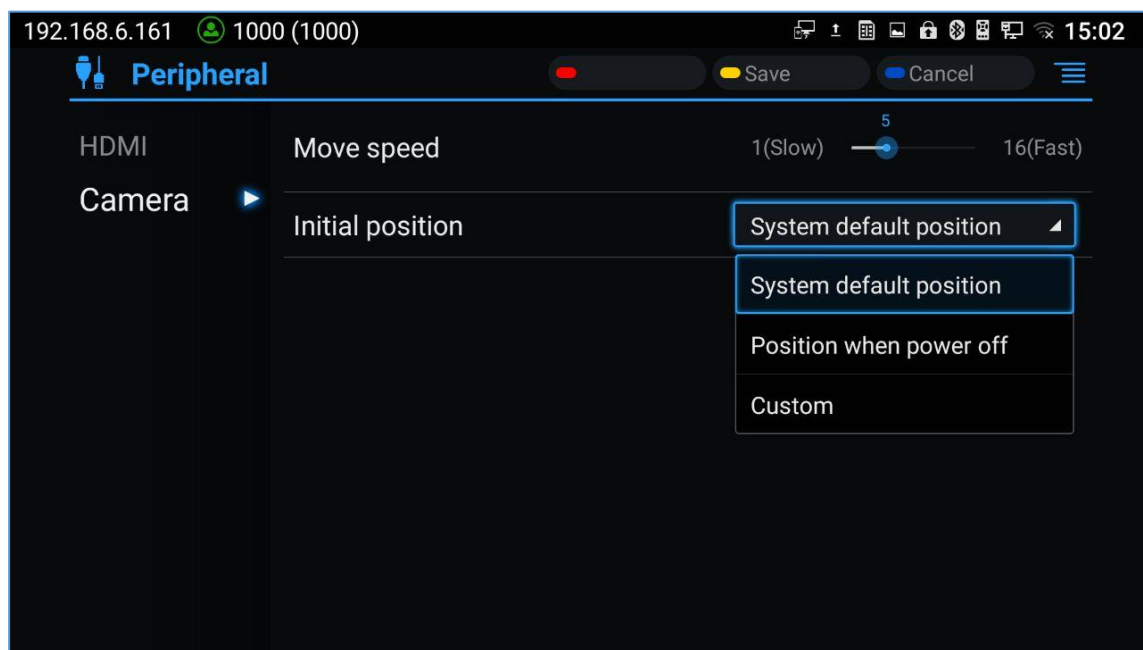 192.168.6.161 1000 (1000) 15:02
Peripheral Save Cancel
HDMI
Camera
Move speed 1(Slow) 5 16(Fast)
Initial position System default position
System default position
Position when power off
Custom